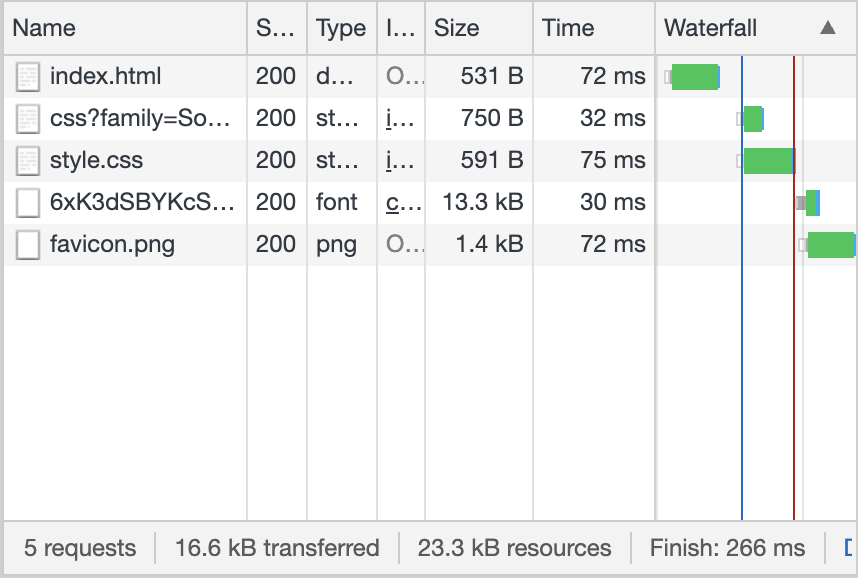 Name S... Type I... Size Time Waterfall ▲
index.html 200 d... O... 531 B 72 ms
css?family=So... 200 st... i... 750 B 32 ms
style.css 200 st... i... 591 B 75 ms
6xK3dSBYKcS... 200 font c... 13.3 kB 30 ms
favicon.png 200 png O... 1.4 kB 72 ms
5 requests 16.6 kB transferred 23.3 kB resources Finish: 266 ms